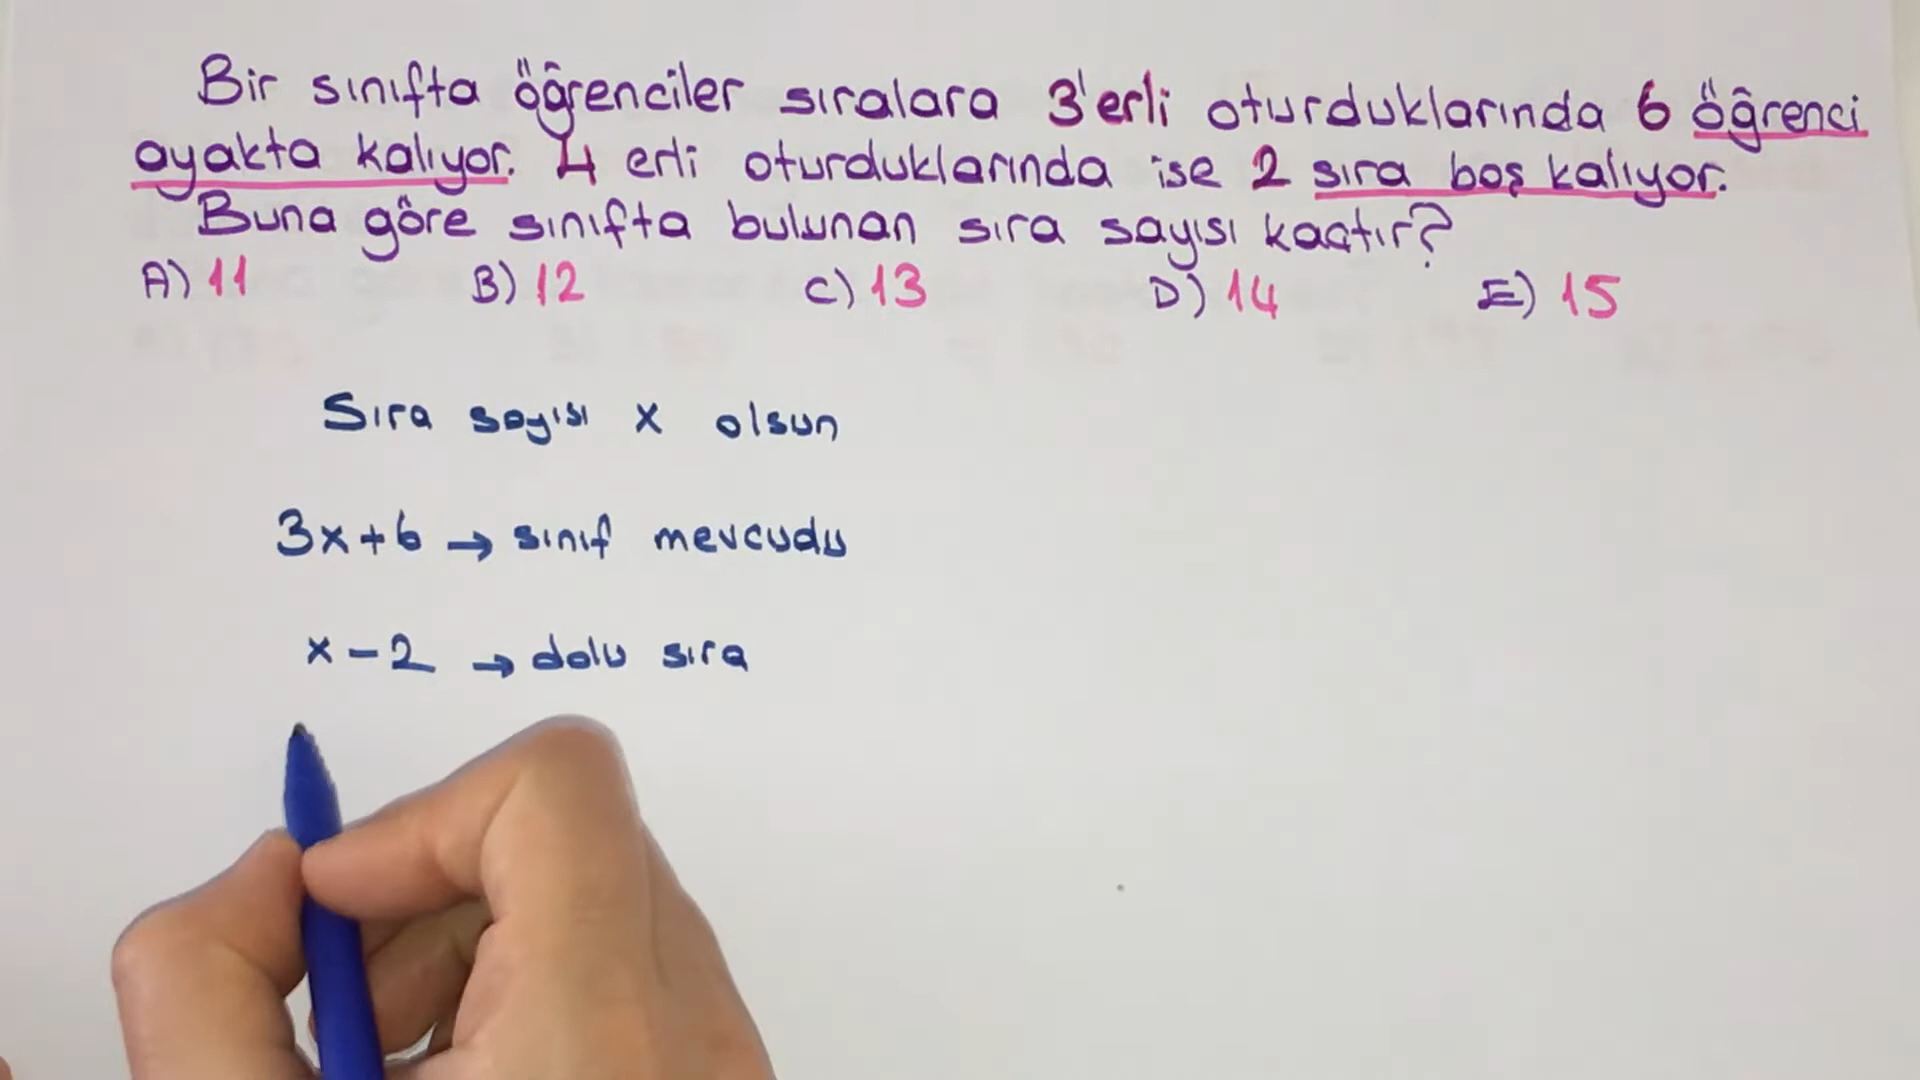 Bir sınıfta öğrenciler sıralara 3'erli oturduklarında 6 öğrenci
ayakta kalıyor. 4 erli oturduklarında ise 2 sıra boş kalıyor.
Buna göre sınıfta bulunan sıra sayısı kaçtır?
A) 11 B) 12 C) 13 D) 14 E) 15
Sıra sayısı x olsun
3x+6 → sınıf mevcudu
x-2 → dolu sıra